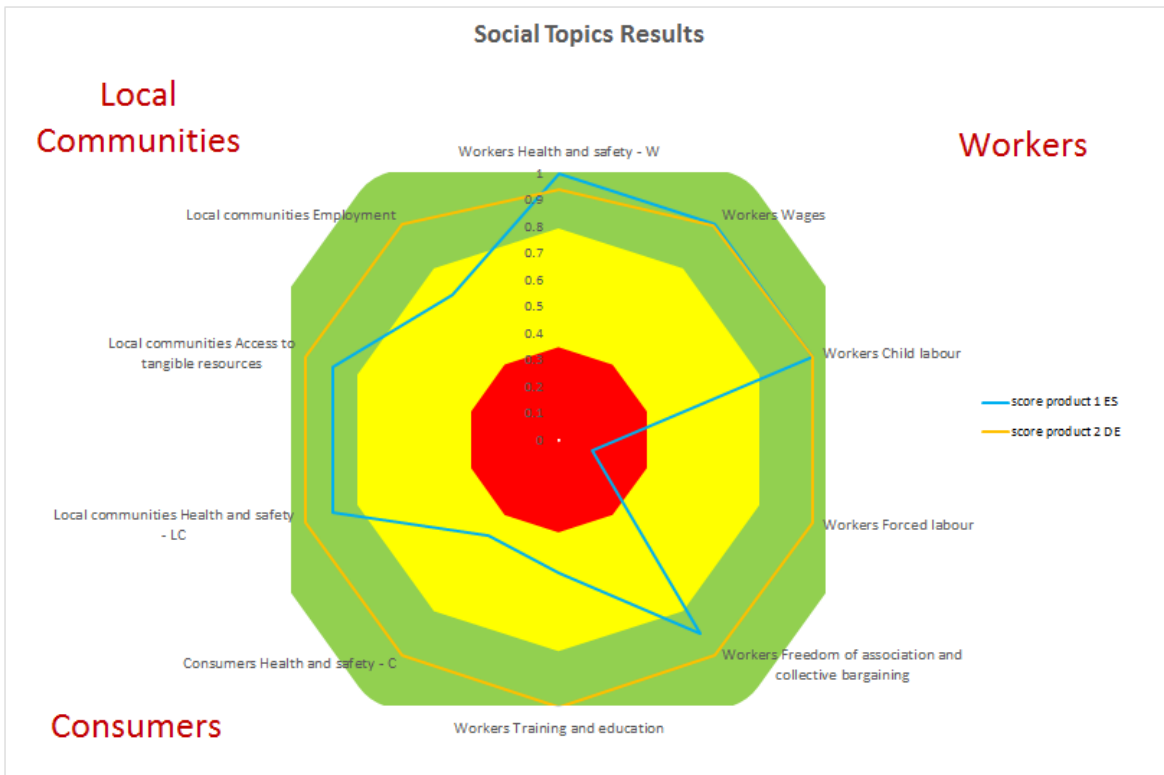 Social Topics Results
Local
Communities
Workers
Workers Health and safety - W
1
0.9
0.8
0.7
0.6
0.5
0.4
0.3
0.2
0.1
0
Local communities Employment
Workers Wages
Local communities Access to
tangible resources
Workers Child labour
score product 1 ES
score product 2 DE
Local communities Health and safety
- LC
Workers Forced labour
Consumers Health and safety - C
Workers Freedom of association and
collective bargaining
Consumers
Workers Training and education